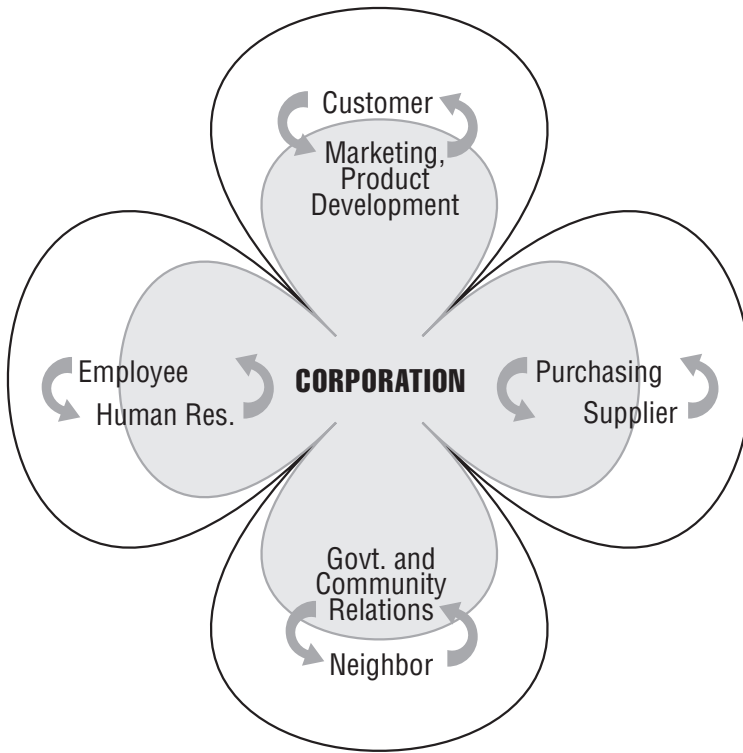 Customer
Marketing,
Product
Development
Employee
Human Res.
CORPORATION
Purchasing
Supplier
Govt. and
Community
Relations
Neighbor